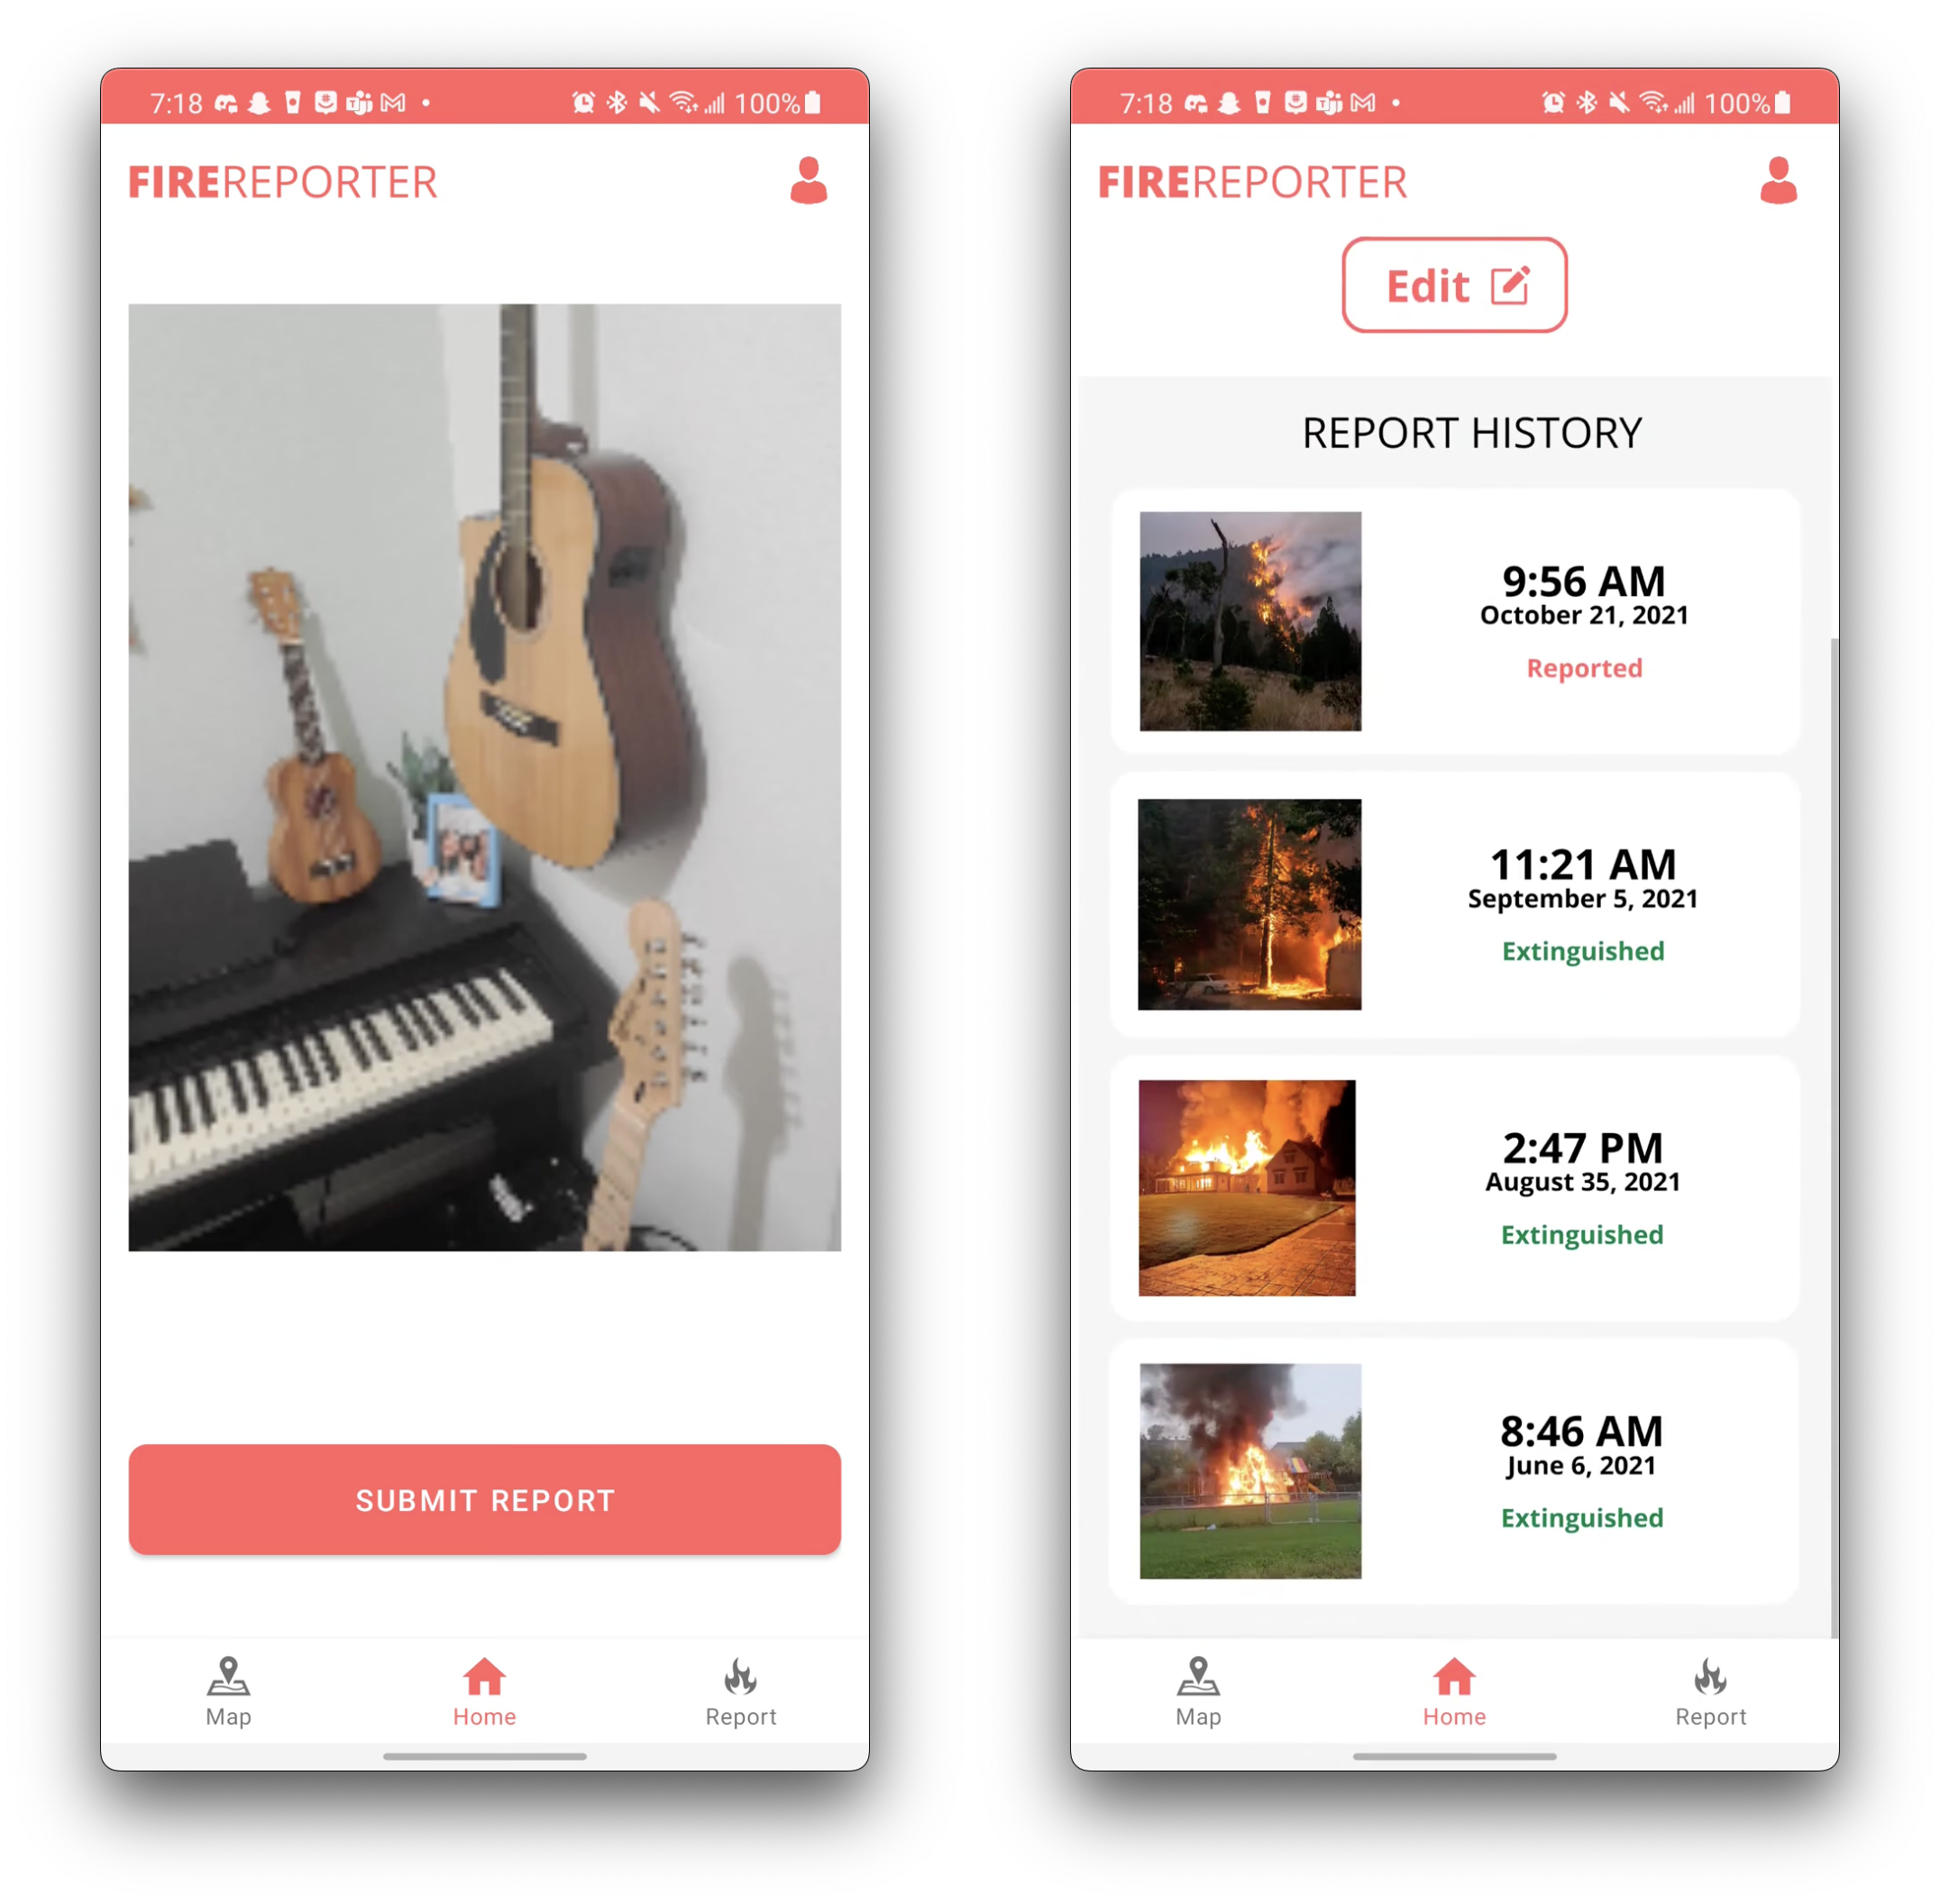 7:18
100%
FIREREPORTER
SUBMIT REPORT
Map
Home
Report
7:18
100%
FIREREPORTER
Edit
REPORT HISTORY
9:56 AM
October 21, 2021
Reported
11:21 AM
September 5, 2021
Extinguished
2:47 PM
August 35, 2021
Extinguished
8:46 AM
June 6, 2021
Extinguished
Map
Home
Report